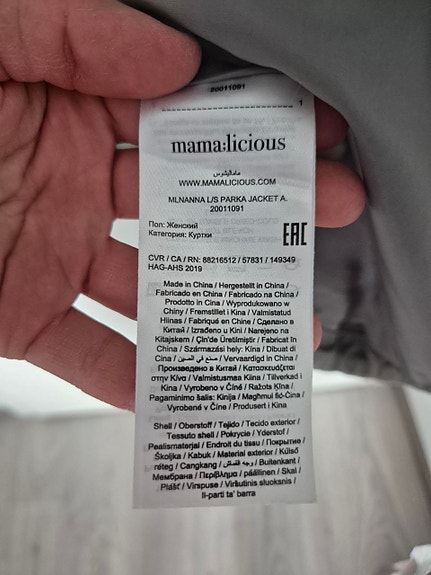 20011091
1
mama;licious
ماماليشوس
WWW.MAMALICIOUS.COM
MLNANNA L/S PARKA JACKET A.
20011091
Пол: Женский
Категория: Куртки
EAC
CVR / CA / RN: 88216512 / 57831 / 149349
HAG-AHS 2019
Made in China / Hergestellt in China /
Fabricado en China / Fabricado na China /
Prodotto in Cina / Wyprodukowano w
Chiny / Fremstillet i Kina / Valmistatud
Hiinas / Fabriqué en Chine / Сделано в
Китай / Izrađeno u Kini / Narejeno na
Kitajskem / Çin'de Üretilmiştir / Fabricat în
China / Származási hely: Kína / Dibuat di
Cina / صنع في الصين / Vervaardigd in China /
Произведено в Китай / Κατασκευάζεται
στην Κίνα / Valmistusmaa Kiina / Tillverkad i
Kina / Vyrobeno v Číně / Ražots Ķīna /
Pagaminimo šalis: Kinija / Magħmul fiċ-Ċina /
Vyrobené v Číne / Produsert i Kina
Shell / Oberstoff / Tejido / Tecido exterior /
Tessuto shell / Pokrycie / Yderstof /
Pealismaterjal / Endroit du tissu / Покрытие /
Školjka / Kabuk / Material exterior / Külső
réteg / Cangkang / وجه القماش / Buitenkant /
Мембрана / Περίβλημα / päällinen / Skal /
Plášť / Virspuse / Viršutinis sluoksnis /
Il-parti ta' barra